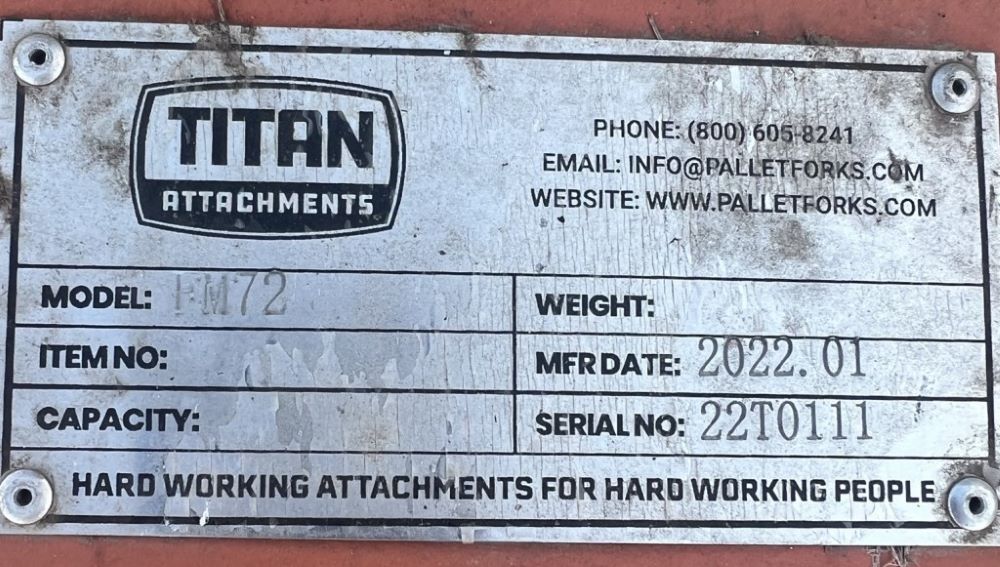 TITAN
ATTACHMENTS
PHONE: (800) 605-8241
EMAIL: INFO@PALLETFORKS.COM
WEBSITE: WWW.PALLETFORKS.COM
MODEL: FM72
WEIGHT:
ITEM NO:
MFR DATE: 2022.01
CAPACITY:
SERIAL NO: 22T0111
HARD WORKING ATTACHMENTS FOR HARD WORKING PEOPLE